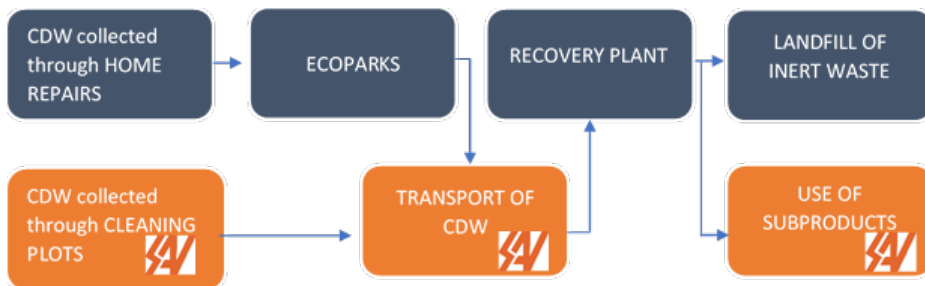 CDW collected
through HOME
REPAIRS
ECOPARKS
RECOVERY PLANT
LANDFILL OF
INERT WASTE
CDW collected
through CLEANING
PLOTS
TRANSPORT OF
CDW
USE OF
SUBPRODUCTS